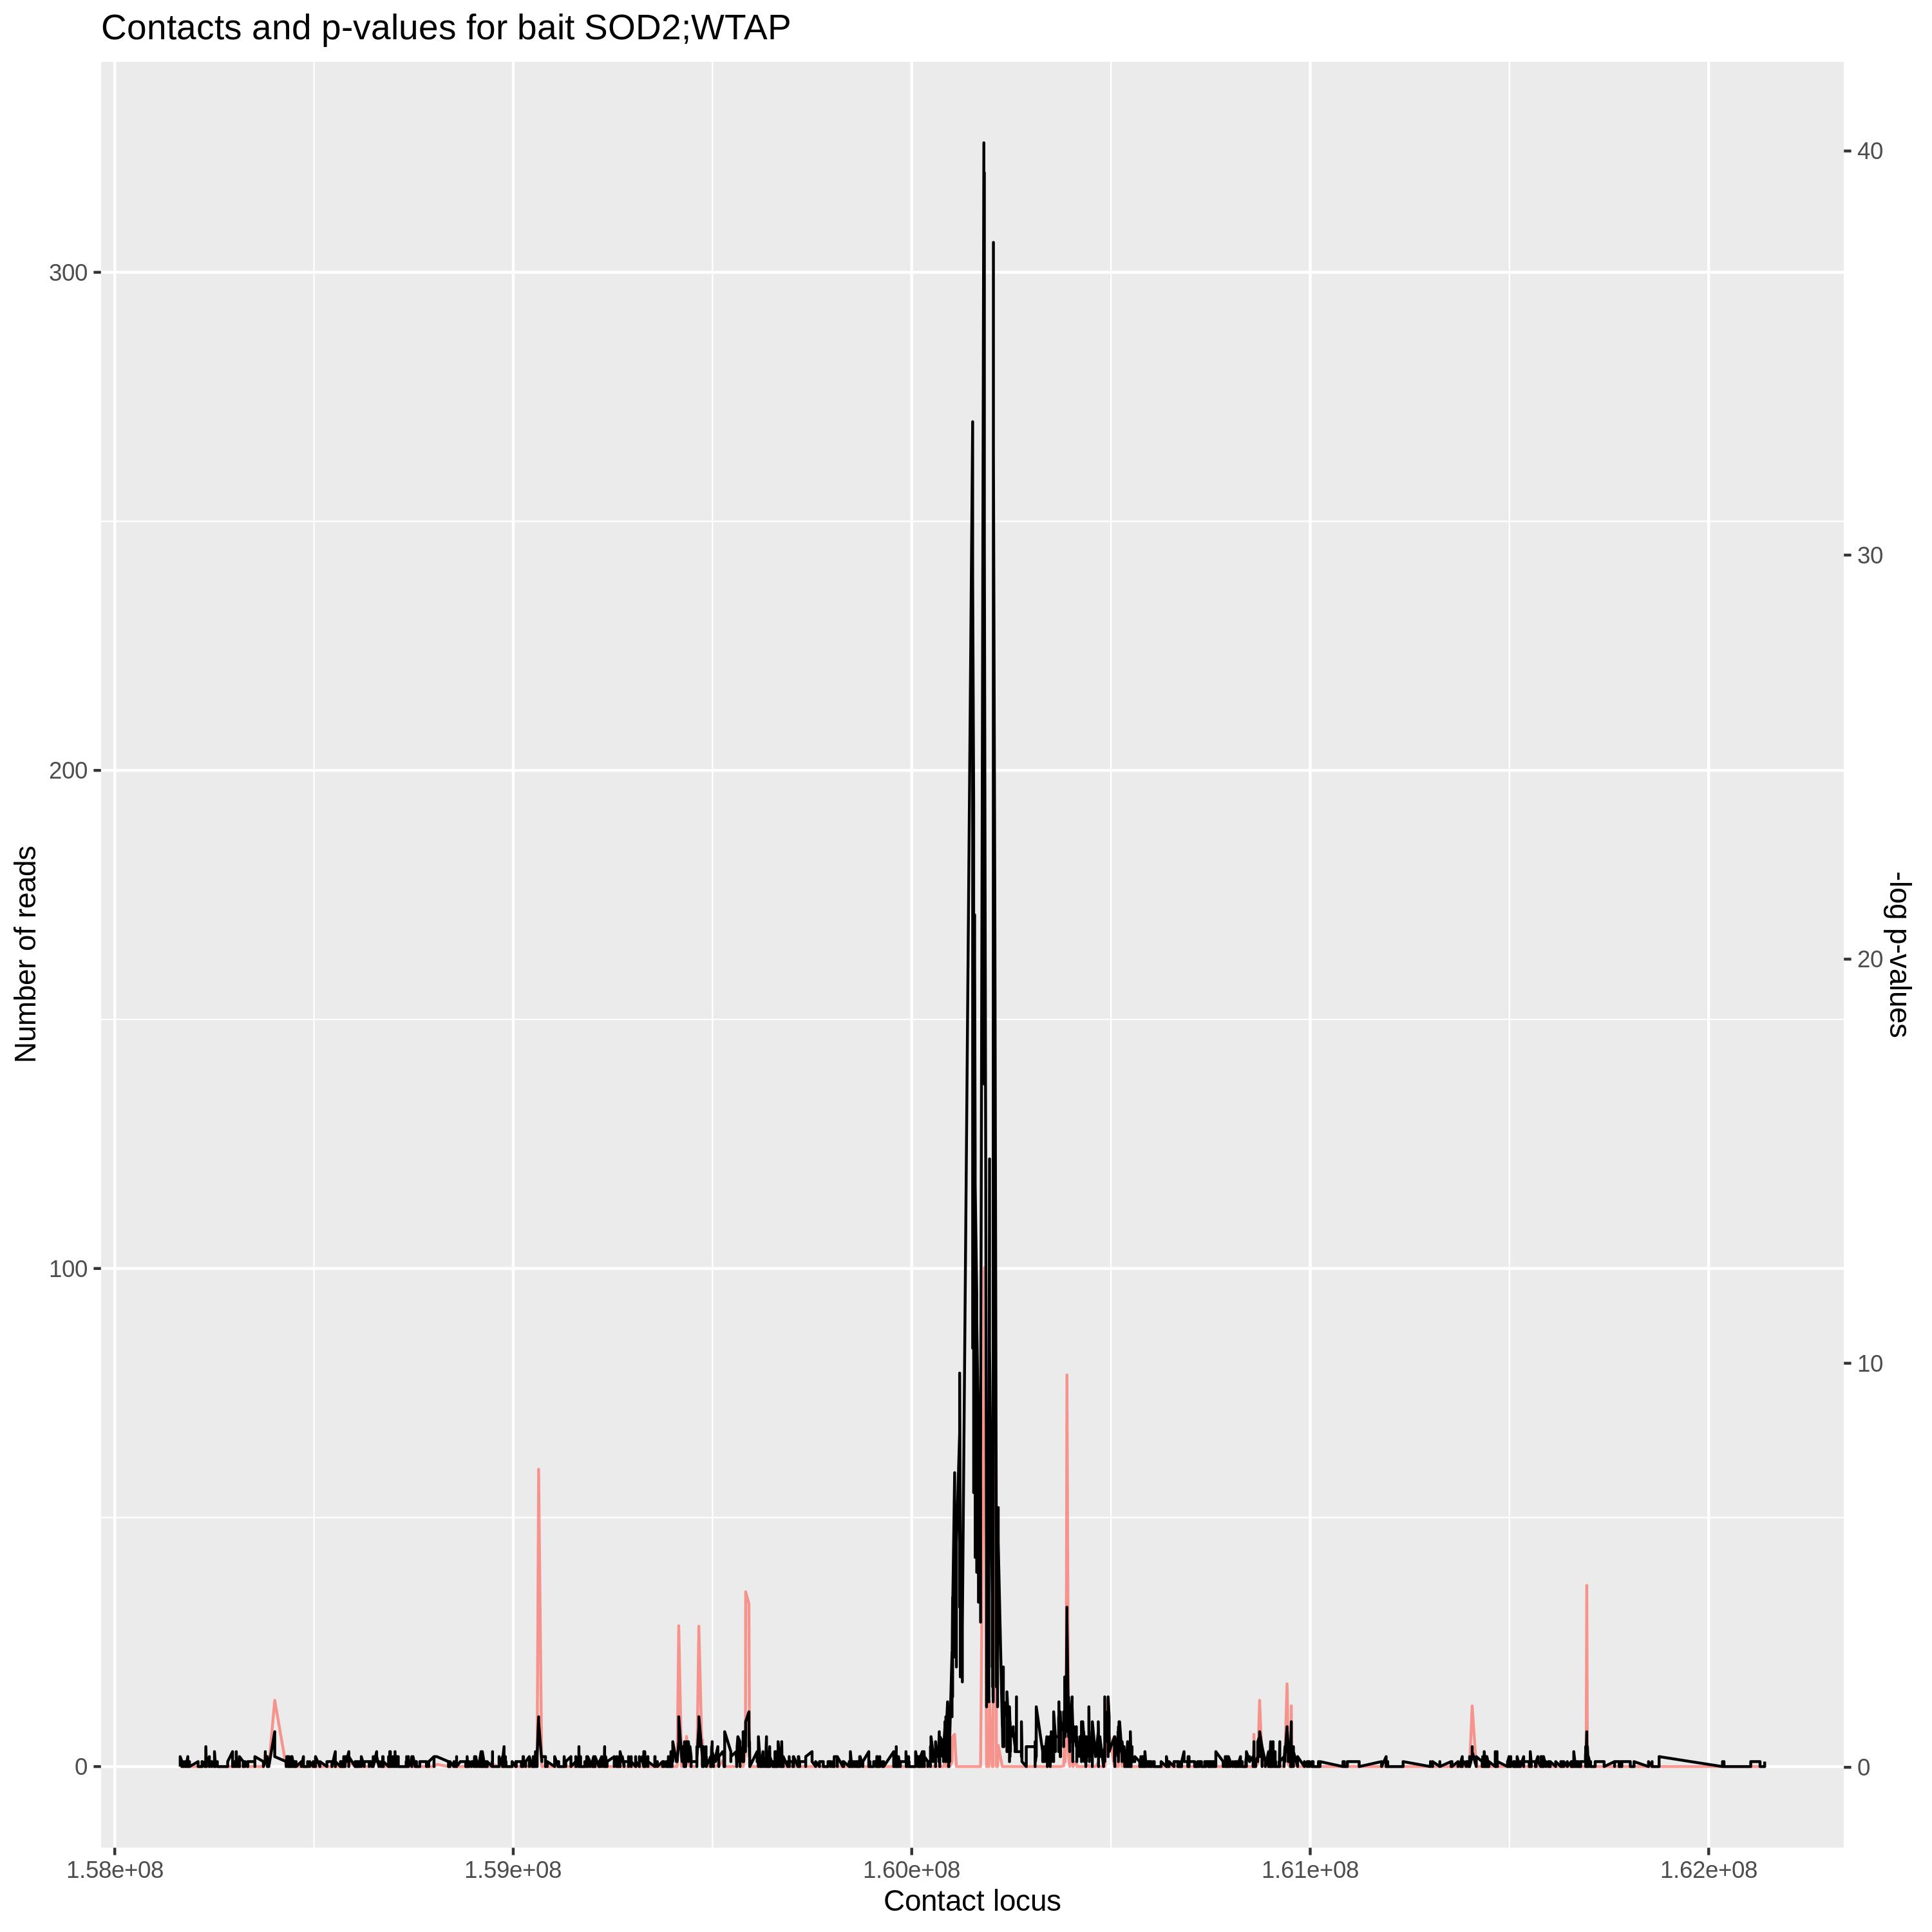 Contacts and p-values for bait SOD2;WTAP
Number of reads
300
200
100
0
40
30
20
10
0
-log p-values
1.58e+08
1.59e+08
1.60e+08
1.61e+08
1.62e+08
Contact locus